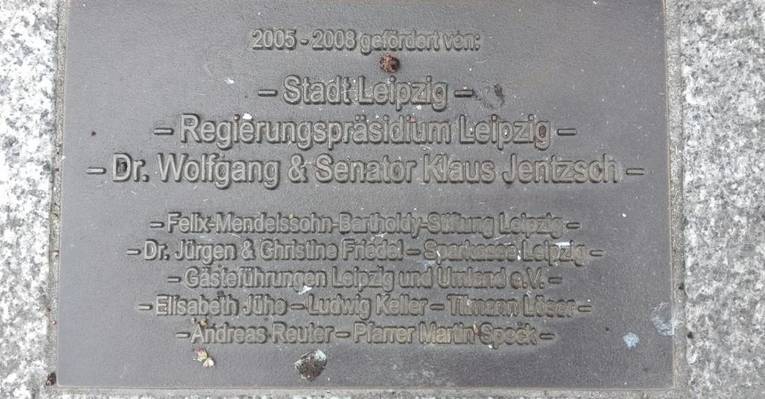 2005 - 2008 gefördert von:
– Stadt Leipzig –
– Regierungspräsidium Leipzig –
– Dr. Wolfgang & Senator Klaus Jentzsch –
– Felix-Mendelssohn-Bartholdy-Stiftung Leipzig –
– Dr. Jürgen & Christine Friedel – Sparkasse Leipzig –
– Gästeführungen Leipzig und Umland e.V. –
– Elisabeth Jühe – Ludwig Keller – Tilmann Löser –
– Andreas Reuter – Pfarrer Martin Speck –